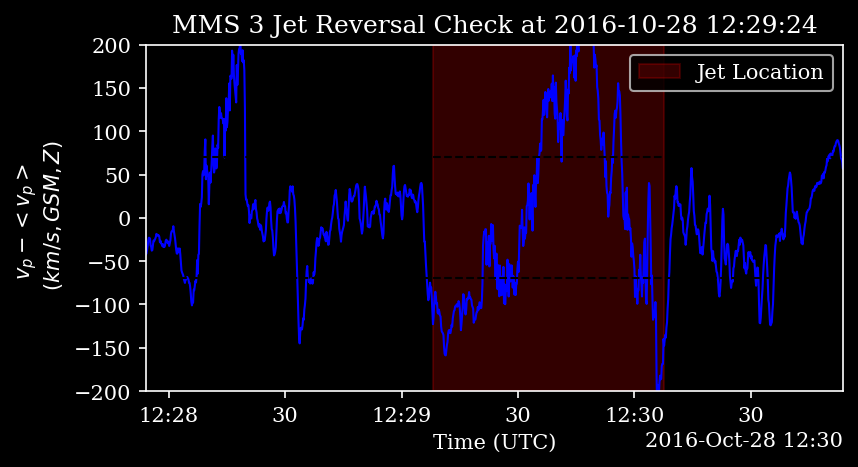 MMS 3 Jet Reversal Check at 2016-10-28 12:29:24
Jet Location
200
150
100
50
0
−50
−100
−150
−200
v_p − <v_p>
(km/s, GSM, Z)
12:28
30
12:29
30
12:30
30
Time (UTC)
2016-Oct-28 12:30